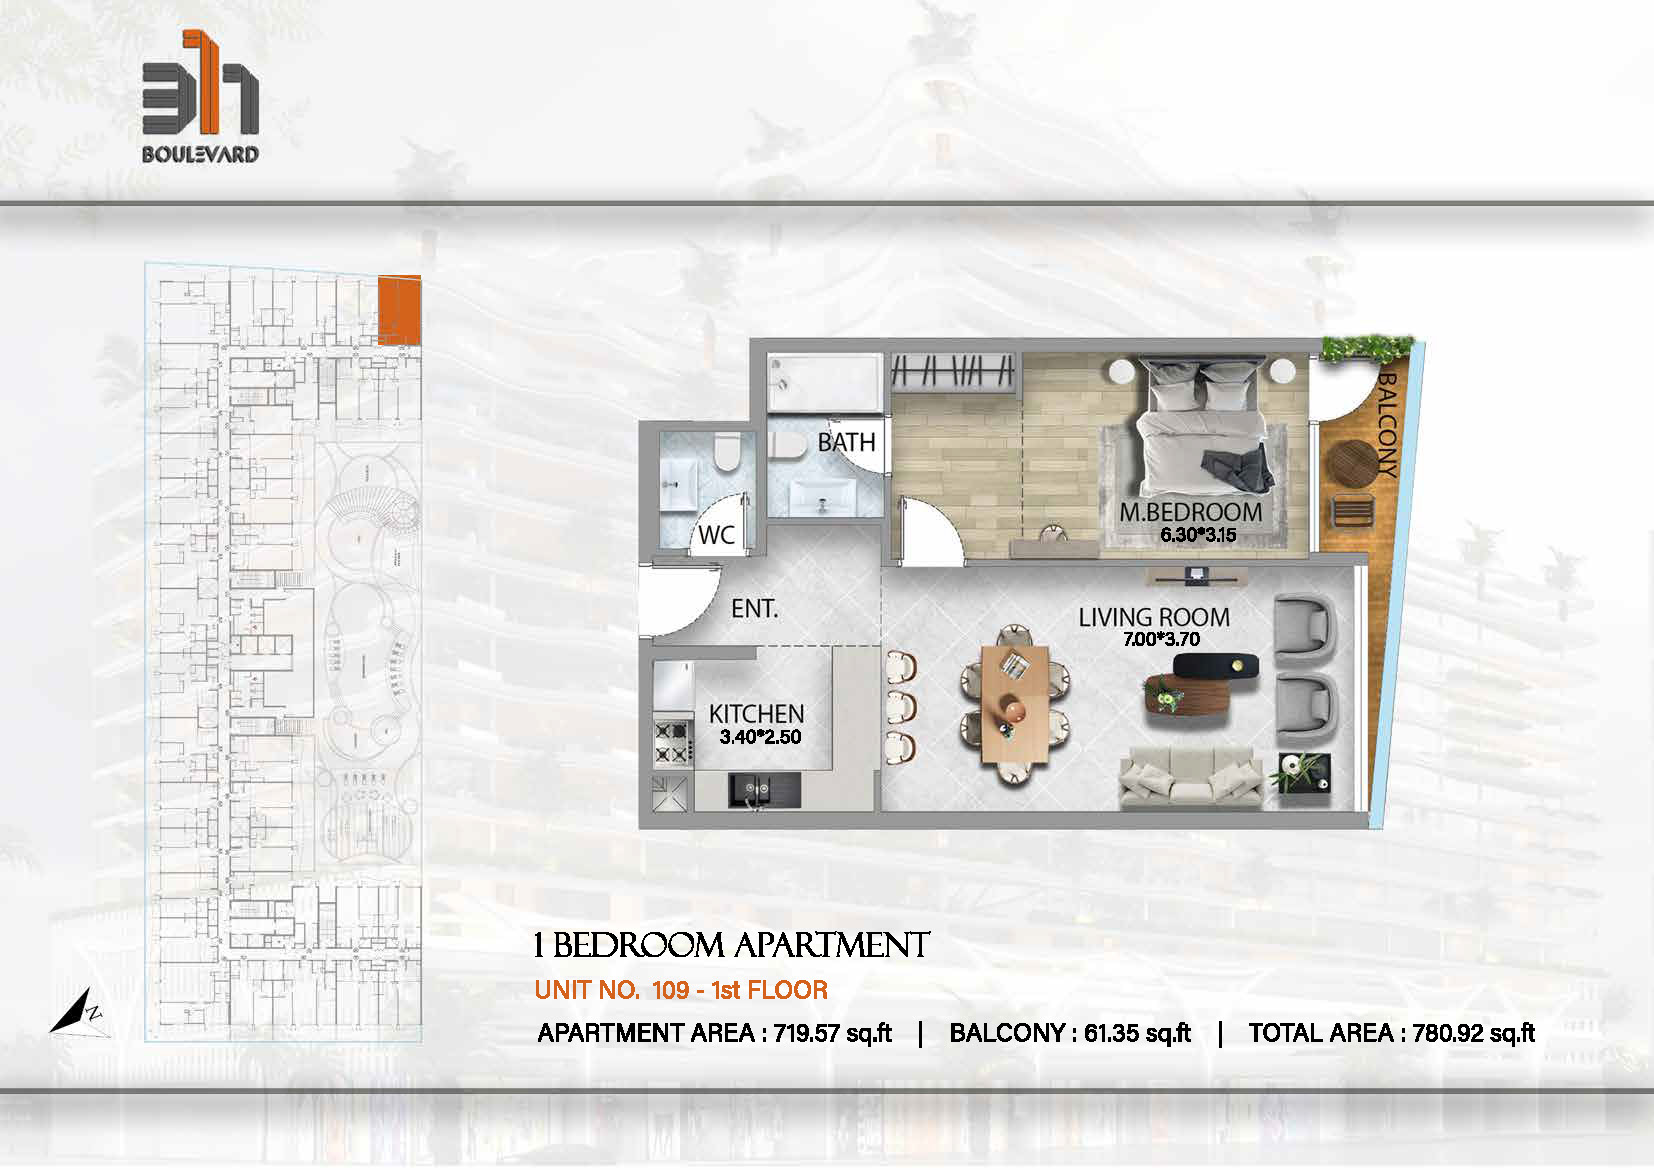 311
BOULEVARD
BATH
WC
ENT.
KITCHEN
3.40*2.50
M.BEDROOM
6.30*3.15
LIVING ROOM
7.00*3.70
BALCONY
N
1 BEDROOM APARTMENT
UNIT NO. 109 - 1st FLOOR
APARTMENT AREA : 719.57 sq.ft | BALCONY : 61.35 sq.ft | TOTAL AREA : 780.92 sq.ft